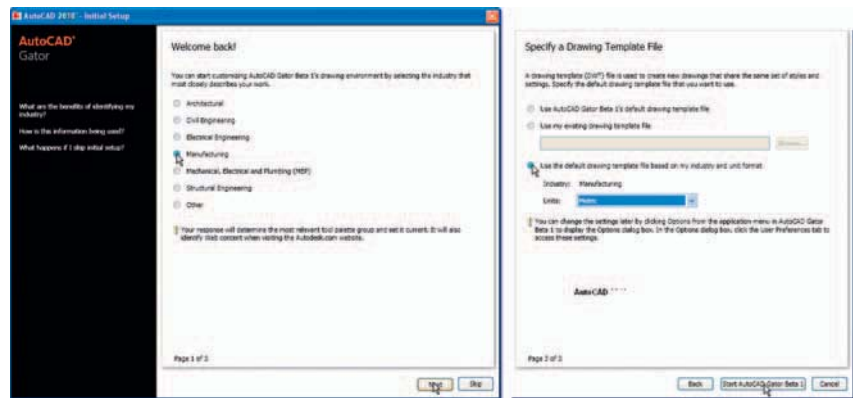 AutoCAD 2010 - Initial Setup
AutoCAD
Gator
What are the benefits of identifying my
industry?
How is this information being used?
What happens if I skip initial setup?
Welcome back!
You can start customizing AutoCAD Gator Beta 1's drawing environment by selecting the industry that
most closely describes your work.
Architectural
Civil Engineering
Electrical Engineering
Manufacturing
Mechanical, Electrical and Plumbing (MEP)
Structural Engineering
Other
Your response will determine the most relevant tool palette group and set it current. It will also
identify Web content when visiting the Autodesk.com website.
Page 1 of 3
Next
Skip
Specify a Drawing Template File
A drawing template (DWT) file is used to create new drawings that share the same set of styles and
settings. Specify the default drawing template file that you want to use.
Use AutoCAD Gator Beta 1's default drawing template file
Use my existing drawing template file
Browse...
Use the default drawing template file based on my industry and unit format
Industry: Manufacturing
Units: Metric
You can change the settings later by clicking Options from the application menu in AutoCAD Gator
Beta 1 to display the Options dialog box. In the Options dialog box, click the User Preferences tab to
access these settings.
AutoCAD
Page 3 of 3
Back
Start AutoCAD Gator Beta 1
Cancel